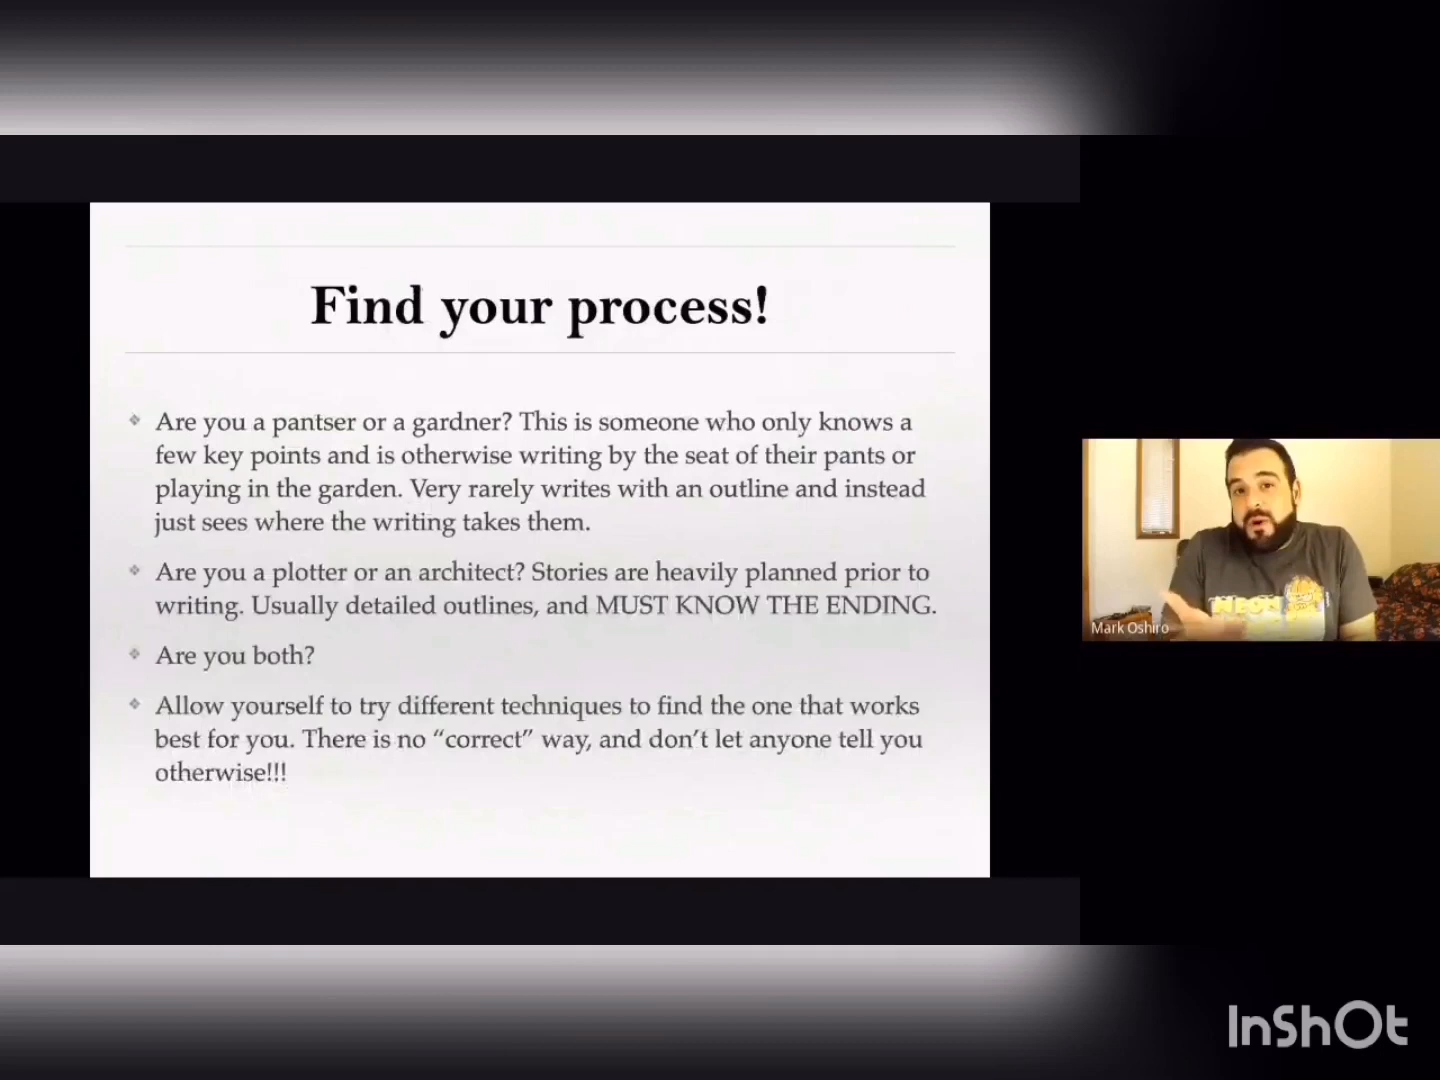 Find your process!
Are you a pantser or a gardner? This is someone who only knows a
few key points and is otherwise writing by the seat of their pants or
playing in the garden. Very rarely writes with an outline and instead
just sees where the writing takes them.
Are you a plotter or an architect? Stories are heavily planned prior to
writing. Usually detailed outlines, and MUST KNOW THE ENDING.
Are you both?
Allow yourself to try different techniques to find the one that works
best for you. There is no “correct” way, and don’t let anyone tell you
otherwise!!!
NEON
Mark Oshiro
InShOt